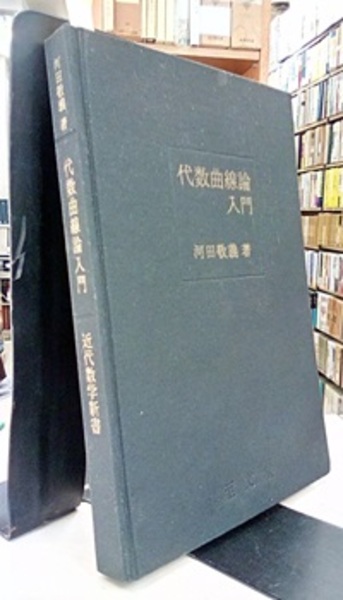 代数曲線論
入門
河田敬義 著
河田敬義 著
代数曲線論入門
近代数学新書